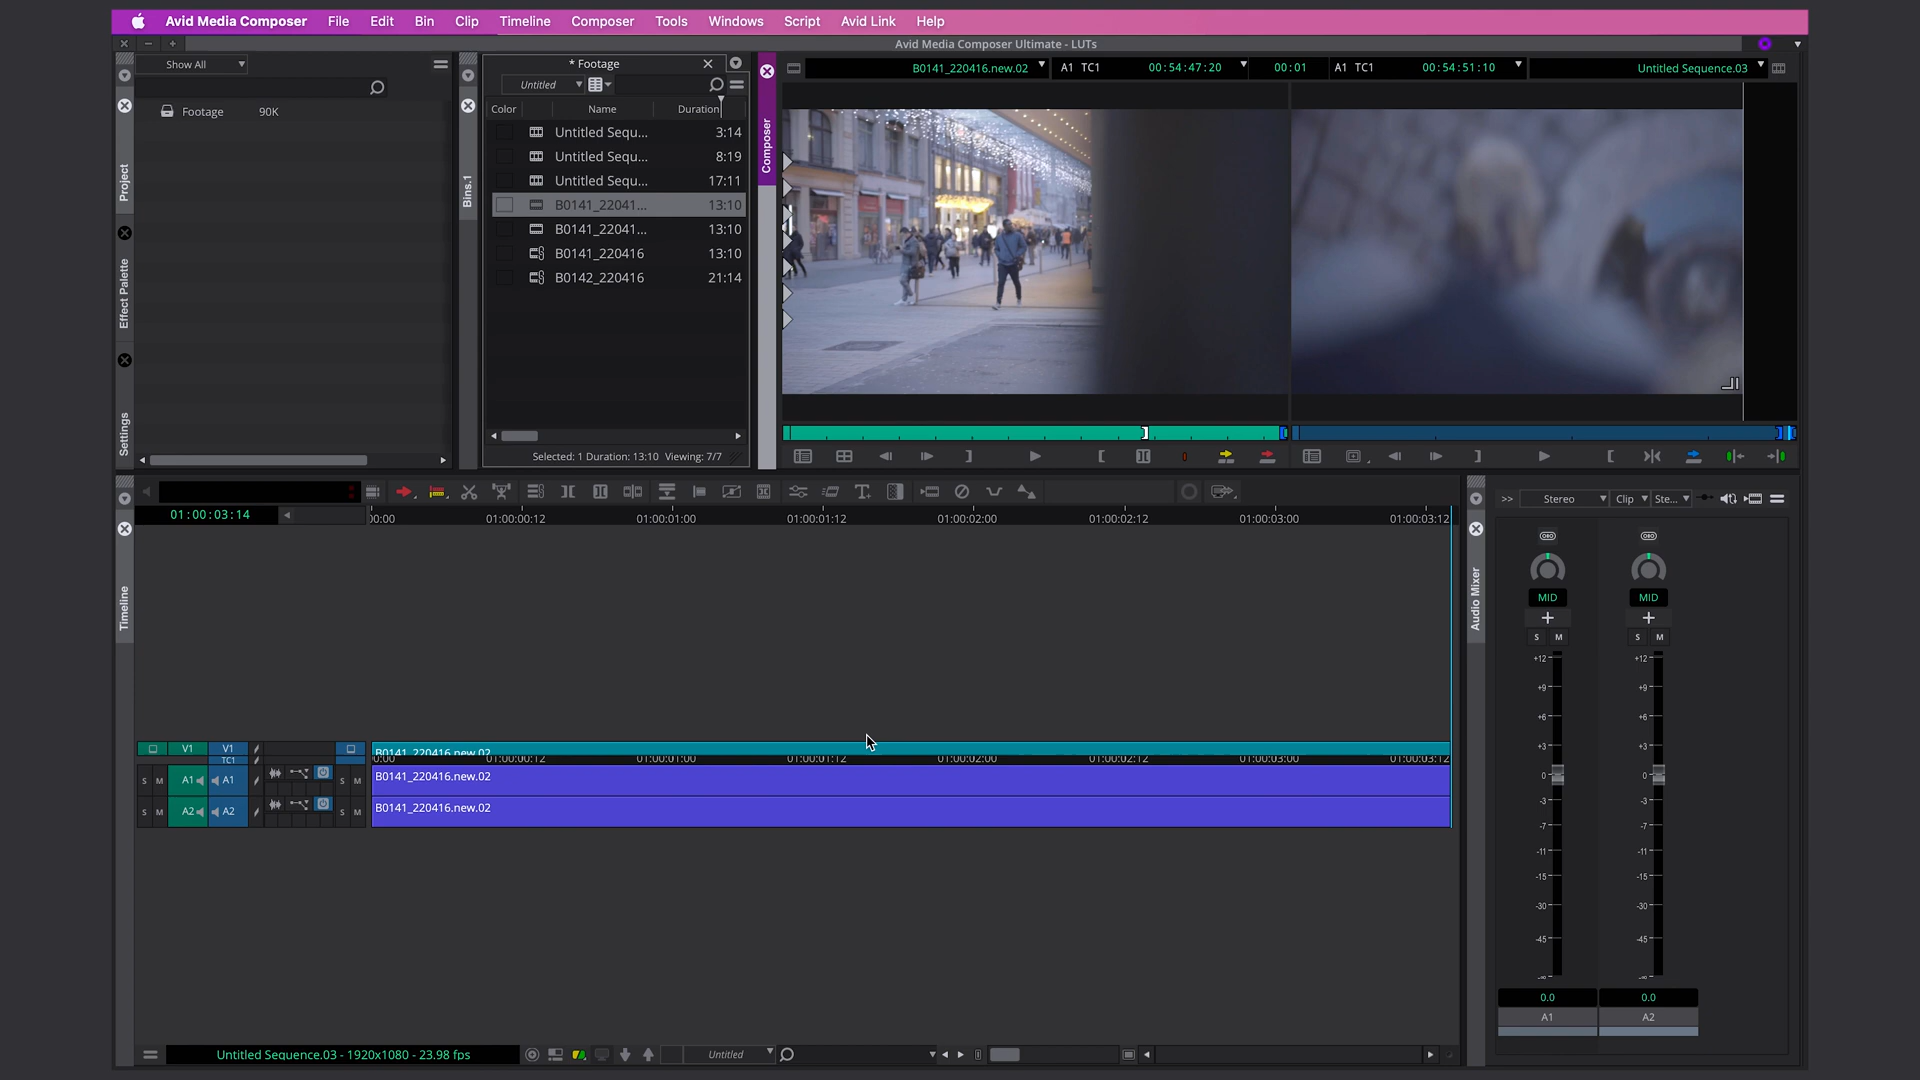 Avid Media Composer File Edit Bin Clip Timeline Composer Tools Windows Script Avid Link Help
Avid Media Composer Ultimate - LUTs
Show All
Footage 90K
Project
Effect Palette
Settings
Bins.1
* Footage
Untitled
Color Name Duration
Untitled Sequ... 3:14
Untitled Sequ... 8:19
Untitled Sequ... 17:11
B0141_22041... 13:10
B0141_22041... 13:10
B0141_220416 13:10
B0142_220416 21:14
Selected: 1 Duration: 13:10 Viewing: 7/7
Composer
B0141_220416.new.02 A1 TC1 00:54:47:20 00:01 A1 TC1 00:54:51:10 Untitled Sequence.03
Timeline
01:00:03:14
00:00 01:00:00:12 01:00:01:00 01:00:01:12 01:00:02:00 01:00:02:12 01:00:03:00 01:00:03:12
V1 V1 B0141_220416.new.02
TC1 0:00 01:00:00:12 01:00:01:00 01:00:01:12 01:00:02:00 01:00:02:12 01:00:03:00 01:00:03:12
S M A1 A1 S M B0141_220416.new.02
S M A2 A2 S M B0141_220416.new.02
Untitled Sequence.03 - 1920x1080 - 23.98 fps
Untitled
Audio Mixer
>> Stereo Clip Ste...
MID MID
+ +
S M S M
+12 +12
+9 +9
+6 +6
+3 +3
0 0
-3 -3
-7 -7
-11 -11
-15 -15
-30 -30
-45 -45
-∞ -∞
0.0 0.0
A1 A2